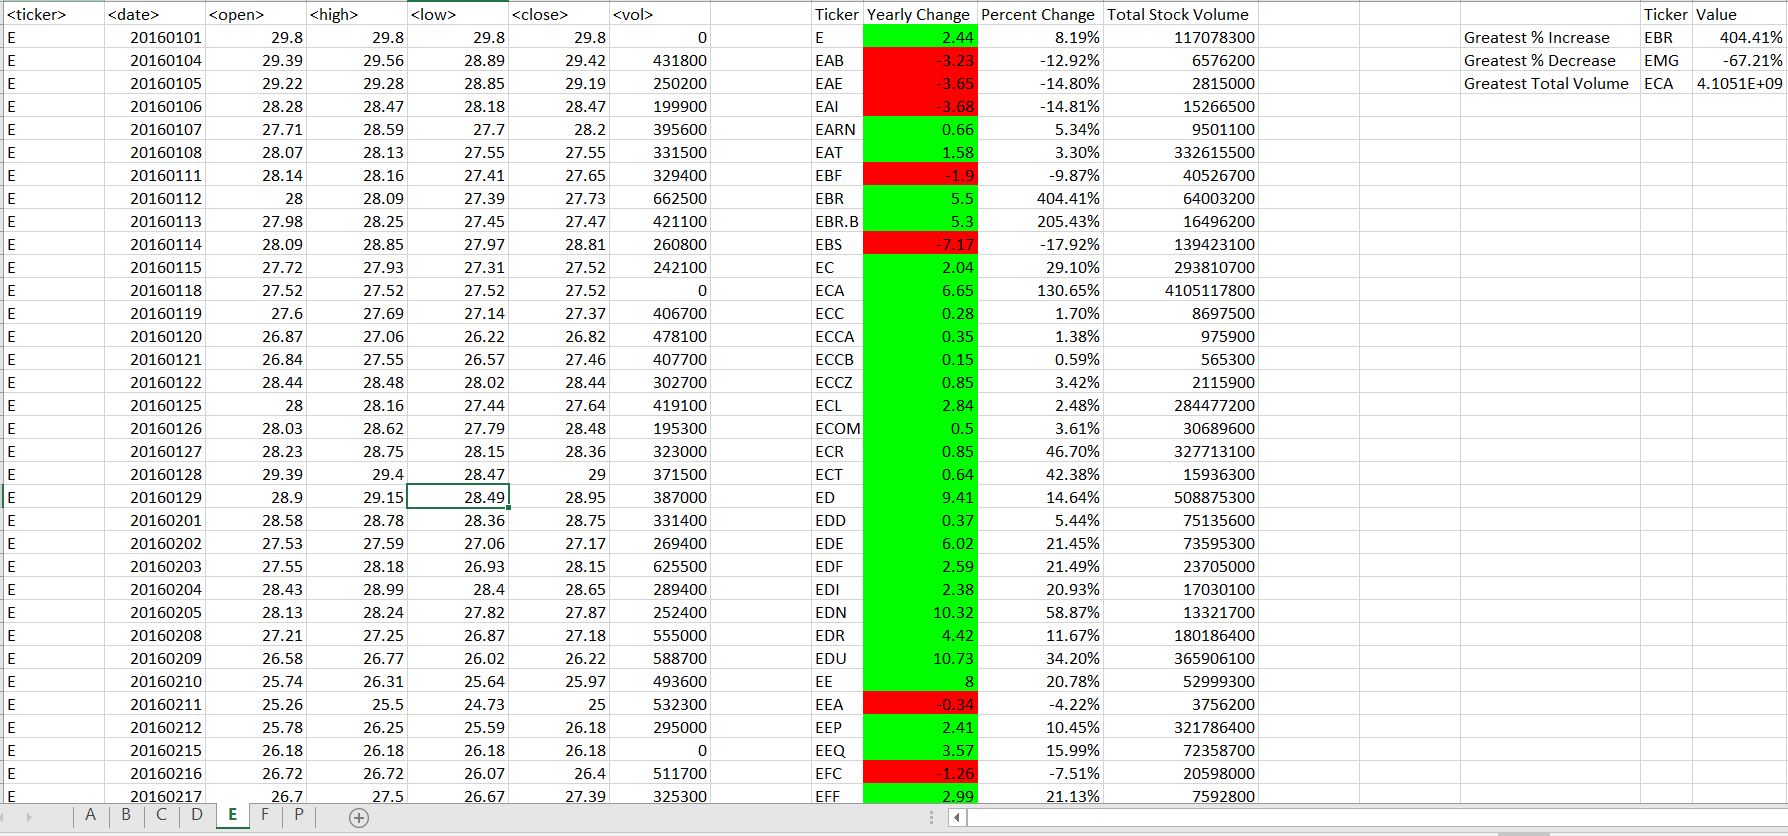 <ticker> <date> <open> <high> <low> <close> <vol> Ticker Yearly Change Percent Change Total Stock Volume Ticker Value
E 20160101 29.8 29.8 29.8 29.8 0 E 2.44 8.19% 117078300 Greatest % Increase EBR 404.41%
E 20160104 29.39 29.56 28.89 29.42 431800 EAB -3.23 -12.92% 6576200 Greatest % Decrease EMG -67.21%
E 20160105 29.22 29.28 28.85 29.19 250200 EAE -3.65 -14.80% 2815000 Greatest Total Volume ECA 4.1051E+09
E 20160106 28.28 28.47 28.18 28.47 199900 EAI -3.68 -14.81% 15266500
E 20160107 27.71 28.59 27.7 28.2 395600 EARN 0.66 5.34% 9501100
E 20160108 28.07 28.13 27.55 27.55 331500 EAT 1.58 3.30% 332615500
E 20160111 28.14 28.16 27.41 27.65 329400 EBF -1.9 -9.87% 40526700
E 20160112 28 28.09 27.39 27.73 662500 EBR 5.5 404.41% 64003200
E 20160113 27.98 28.25 27.45 27.47 421100 EBR.B 5.3 205.43% 16496200
E 20160114 28.09 28.85 27.97 28.81 260800 EBS -7.17 -17.92% 139423100
E 20160115 27.72 27.93 27.31 27.52 242100 EC 2.04 29.10% 293810700
E 20160118 27.52 27.52 27.52 27.52 0 ECA 6.65 130.65% 4105117800
E 20160119 27.6 27.69 27.14 27.37 406700 ECC 0.28 1.70% 8697500
E 20160120 26.87 27.06 26.22 26.82 478100 ECCA 0.35 1.38% 975900
E 20160121 26.84 27.55 26.57 27.46 407700 ECCB 0.15 0.59% 565300
E 20160122 28.44 28.48 28.02 28.44 302700 ECCZ 0.85 3.42% 2115900
E 20160125 28 28.16 27.44 27.64 419100 ECL 2.84 2.48% 284477200
E 20160126 28.03 28.62 27.79 28.48 195300 ECOM 0.5 3.61% 30689600
E 20160127 28.23 28.75 28.15 28.36 323000 ECR 0.85 46.70% 327713100
E 20160128 29.39 29.4 28.47 29 371500 ECT 0.64 42.38% 15936300
E 20160129 28.9 29.15 28.49 28.95 387000 ED 9.41 14.64% 508875300
E 20160201 28.58 28.78 28.36 28.75 331400 EDD 0.37 5.44% 75135600
E 20160202 27.53 27.59 27.06 27.17 269400 EDE 6.02 21.45% 73595300
E 20160203 27.55 28.18 26.93 28.15 625500 EDF 2.59 21.49% 23705000
E 20160204 28.43 28.99 28.4 28.65 289400 EDI 2.38 20.93% 17030100
E 20160205 28.13 28.24 27.82 27.87 252400 EDN 10.32 58.87% 13321700
E 20160208 27.21 27.25 26.87 27.18 555000 EDR 4.42 11.67% 180186400
E 20160209 26.58 26.77 26.02 26.22 588700 EDU 10.73 34.20% 365906100
E 20160210 25.74 26.31 25.64 25.97 493600 EE 8 20.78% 52999300
E 20160211 25.26 25.5 24.73 25 532300 EEA -0.34 -4.22% 3756200
E 20160212 25.78 26.25 25.59 26.18 295000 EEP 2.41 10.45% 321786400
E 20160215 26.18 26.18 26.18 26.18 0 EEQ 3.57 15.99% 72358700
E 20160216 26.72 26.72 26.07 26.4 511700 EFC -1.26 -7.51% 20598000
E 20160217 26.7 27.5 26.67 27.39 325300 EFF 2.99 21.13% 7592800
A B C D E F P